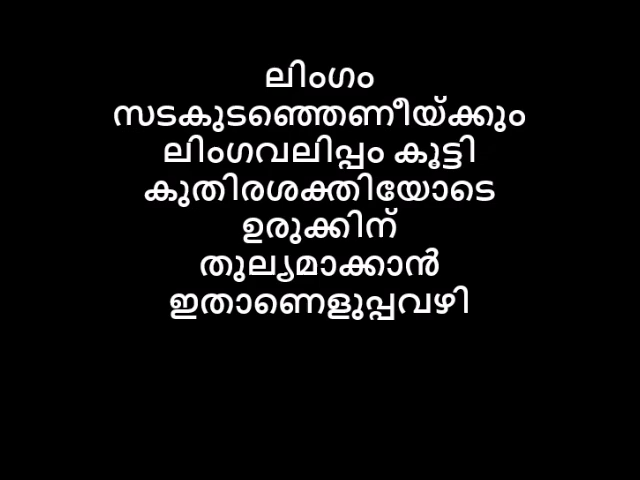 ലിംഗം
സടകുടഞ്ഞെണീയ്ക്കും
ലിംഗവലിപ്പം കൂട്ടി
കുതിരശക്തിയോടെ
ഉരുക്കിന്
തുല്യമാക്കാൻ
ഇതാണെളുപ്പവഴി